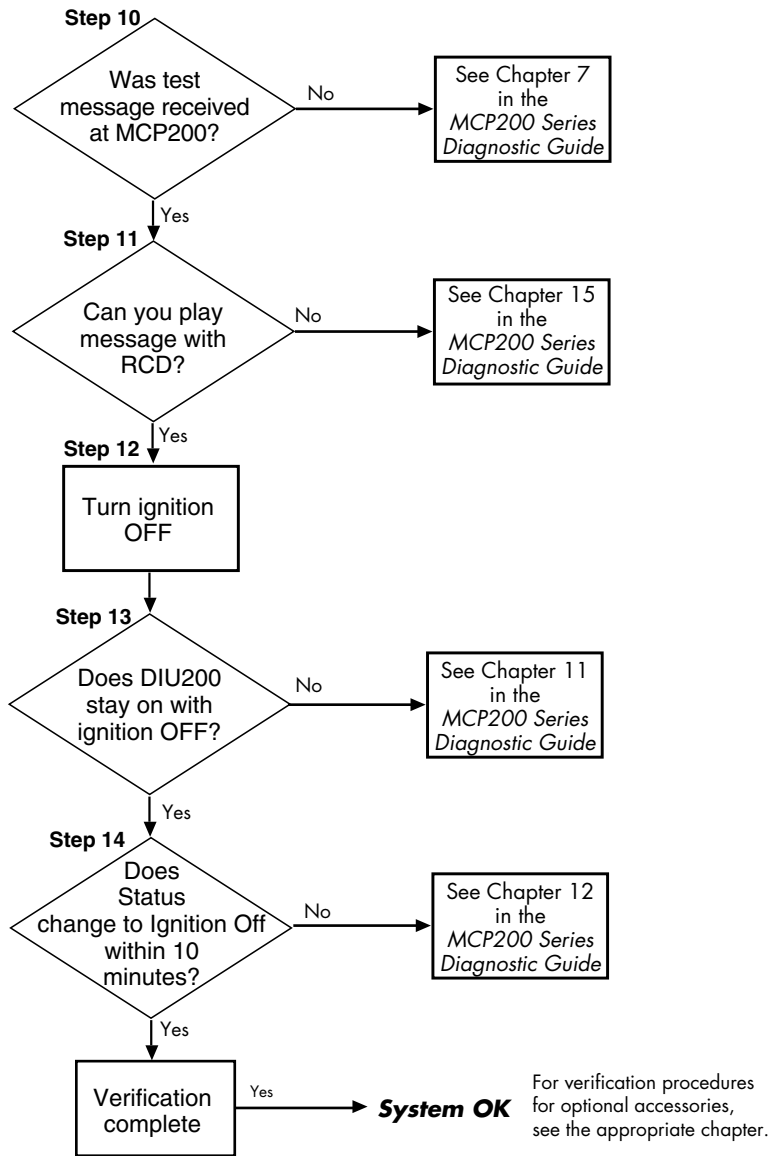 Step 10
Was test
message received
at MCP200?
No
See Chapter 7
in the
MCP200 Series
Diagnostic Guide
Yes
Step 11
Can you play
message with
RCD?
No
See Chapter 15
in the
MCP200 Series
Diagnostic Guide
Yes
Step 12
Turn ignition
OFF
Step 13
Does DIU200
stay on with
ignition OFF?
No
See Chapter 11
in the
MCP200 Series
Diagnostic Guide
Yes
Step 14
Does
Status
change to Ignition Off
within 10
minutes?
No
See Chapter 12
in the
MCP200 Series
Diagnostic Guide
Yes
Verification
complete
Yes
System OK
For verification procedures
for optional accessories,
see the appropriate chapter.